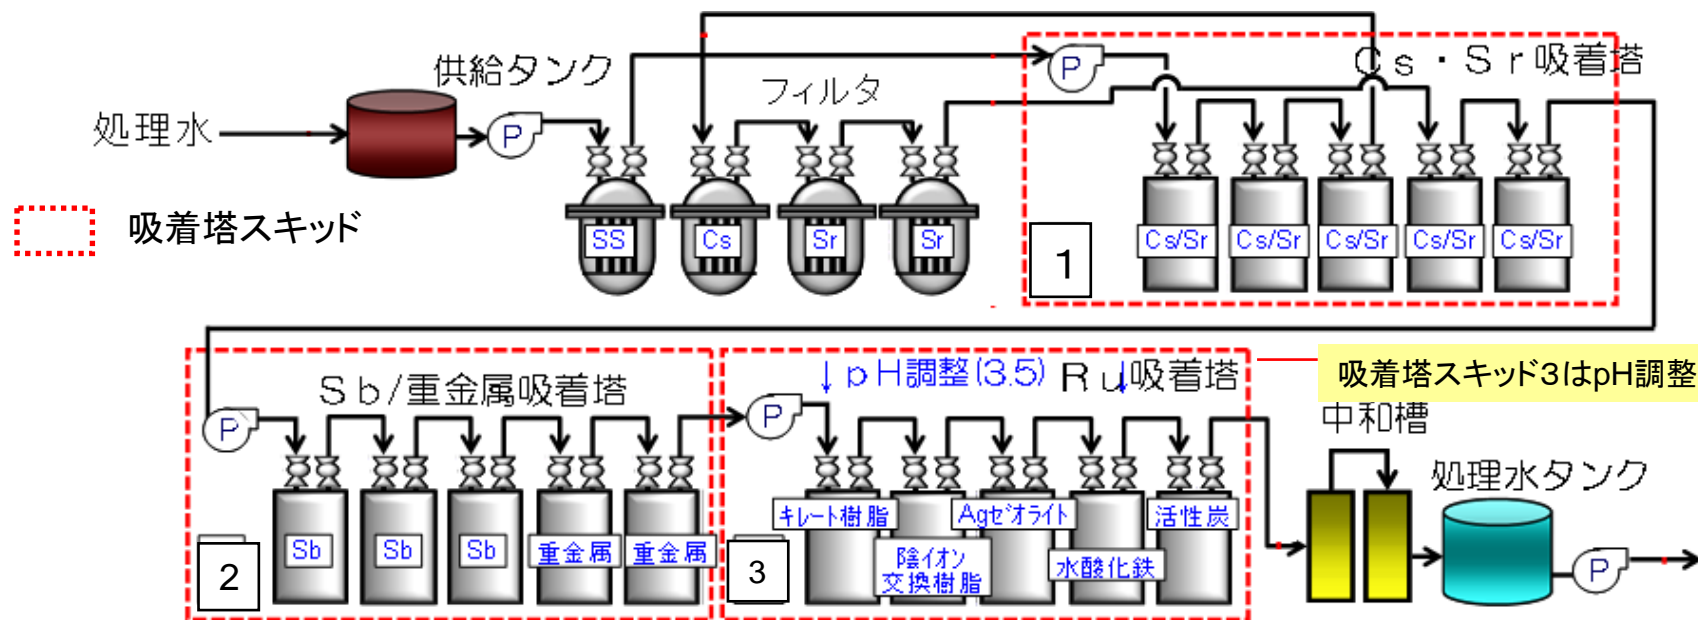 供給タンク
処理水
P
フィルタ
P
Cs・Sr吸着塔
吸着塔スキッド
SS
Cs
Sr
Sr
Cs/Sr
Cs/Sr
Cs/Sr
Cs/Sr
Cs/Sr
1
Sb/重金属吸着塔
↓pH調整(3.5)
Ru↓吸着塔
吸着塔スキッド3はpH調整
中和槽
処理水タンク
P
P
キレート樹脂
Agゼオライト
活性炭
Sb
Sb
Sb
重金属
重金属
陰イオン
交換樹脂
水酸化鉄
2
3
P